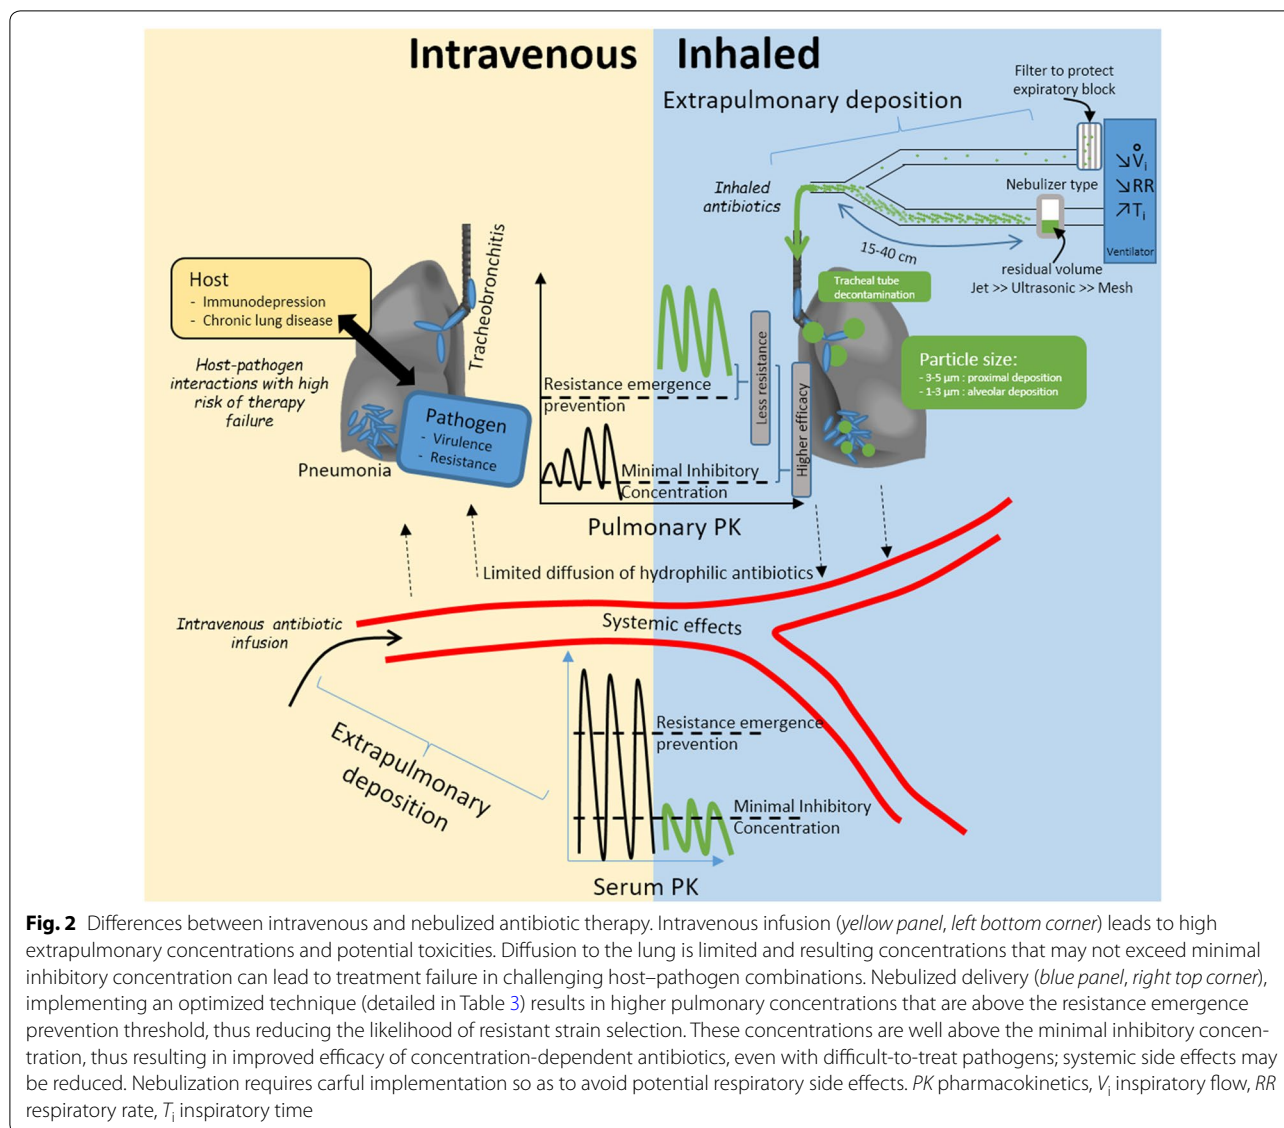 Intravenous
Inhaled
Filter to protect
expiratory block
Extrapulmonary deposition
Inhaled
antibiotics
Nebulizer type
↘V̊i
↘RR
↗Ti
Ventilator
15-40 cm
residual volume
Jet >> Ultrasonic >> Mesh
Host
- Immunodepression
- Chronic lung disease
Tracheobronchitis
Host-pathogen
interactions with high
risk of therapy
failure
Pathogen
- Virulence
- Resistance
Pneumonia
Tracheal tube
decontamination
Particle size:
- 3-5 µm : proximal deposition
- 1-3 µm : alveolar deposition
Less resistance
Higher efficacy
Resistance emergence
prevention
Minimal Inhibitory
Concentration
Pulmonary PK
Limited diffusion of hydrophilic antibiotics
Intravenous antibiotic
infusion
Systemic effects
Extrapulmonary
deposition
Resistance emergence
prevention
Minimal Inhibitory
Concentration
Serum PK
Fig. 2 Differences between intravenous and nebulized antibiotic therapy. Intravenous infusion (yellow panel, left bottom corner) leads to high
extrapulmonary concentrations and potential toxicities. Diffusion to the lung is limited and resulting concentrations that may not exceed minimal
inhibitory concentration can lead to treatment failure in challenging host–pathogen combinations. Nebulized delivery (blue panel, right top corner),
implementing an optimized technique (detailed in Table 3) results in higher pulmonary concentrations that are above the resistance emergence
prevention threshold, thus reducing the likelihood of resistant strain selection. These concentrations are well above the minimal inhibitory concen-
tration, thus resulting in improved efficacy of concentration-dependent antibiotics, even with difficult-to-treat pathogens; systemic side effects may
be reduced. Nebulization requires carful implementation so as to avoid potential respiratory side effects. PK pharmacokinetics, Vi inspiratory flow, RR
respiratory rate, Ti inspiratory time